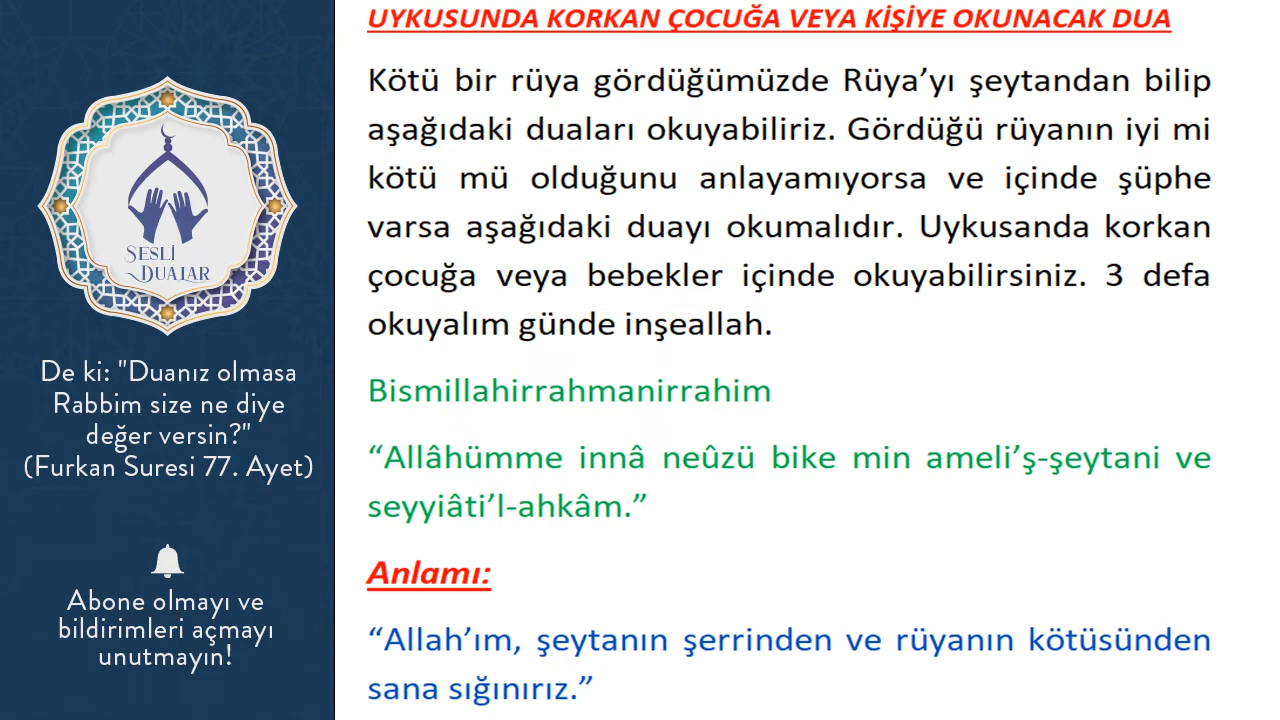 SESLİ
DUALAR
De ki: "Duanız olmasa
Rabbim size ne diye
değer versin?"
(Furkan Suresi 77. Ayet)
Abone olmayı ve
bildirimleri açmayı
unutmayın!
UYKUSUNDA KORKAN ÇOCUĞA VEYA KİŞİYE OKUNACAK DUA
Kötü bir rüya gördüğümüzde Rüya’yı şeytandan bilip
aşağıdaki duaları okuyabiliriz. Gördüğü rüyanın iyi mi
kötü mü olduğunu anlayamıyorsa ve içinde şüphe
varsa aşağıdaki duayı okumalıdır. Uykusanda korkan
çocuğa veya bebekler içinde okuyabilirsiniz. 3 defa
okuyalım günde inşeallah.
Bismillahirrahmanirrahim
“Allâhümme innâ neûzü bike min ameli’ş-şeytani ve
seyyiâti’l-ahkâm.”
Anlamı:
“Allah’ım, şeytanın şerrinden ve rüyanın kötüsünden
sana sığınırız.”